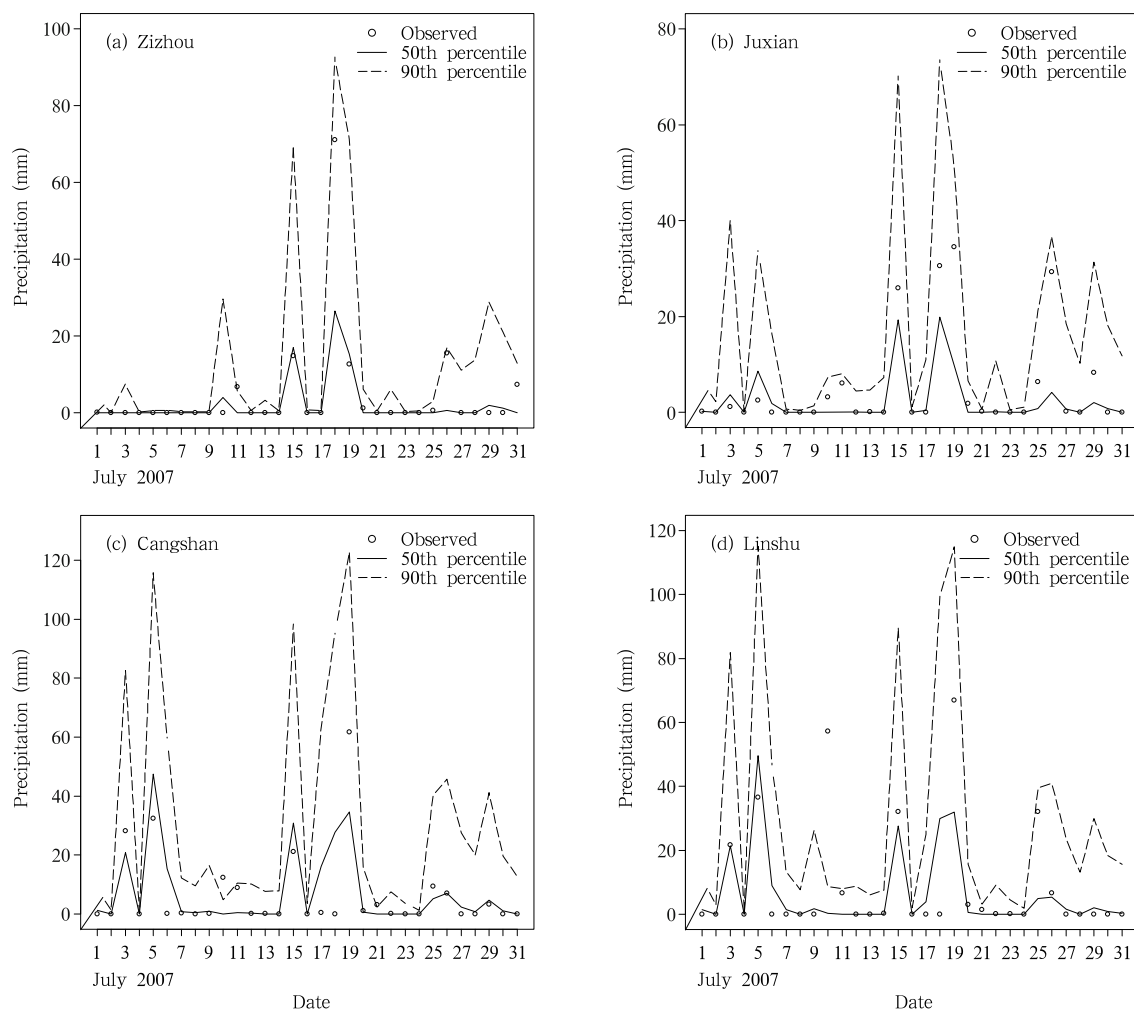 (a) Zizhou
Observed
50th percentile
90th percentile
100
80
60
40
20
0
Precipitation (mm)
1 3 5 7 9 11 13 15 17 19 21 23 25 27 29 31
July 2007
(b) Juxian
Observed
50th percentile
90th percentile
80
60
40
20
0
Precipitation (mm)
1 3 5 7 9 11 13 15 17 19 21 23 25 27 29 31
July 2007
(c) Cangshan
Observed
50th percentile
90th percentile
120
100
80
60
40
20
0
Precipitation (mm)
1 3 5 7 9 11 13 15 17 19 21 23 25 27 29 31
July 2007
Date
(d) Linshu
Observed
50th percentile
90th percentile
120
100
80
60
40
20
0
Precipitation (mm)
1 3 5 7 9 11 13 15 17 19 21 23 25 27 29 31
July 2007
Date